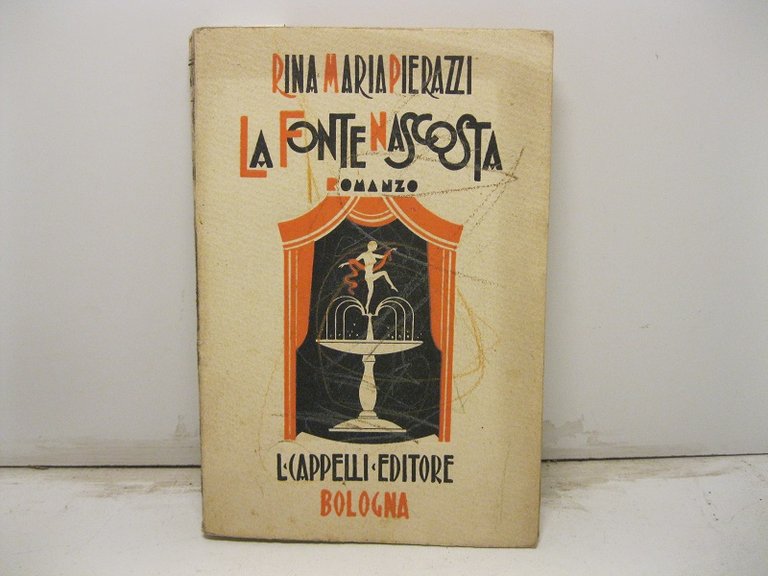 RINA MARIA PIERAZZI
LA FONTE NASCOSTA
ROMANZO
L·CAPPELLI·EDITORE
BOLOGNA